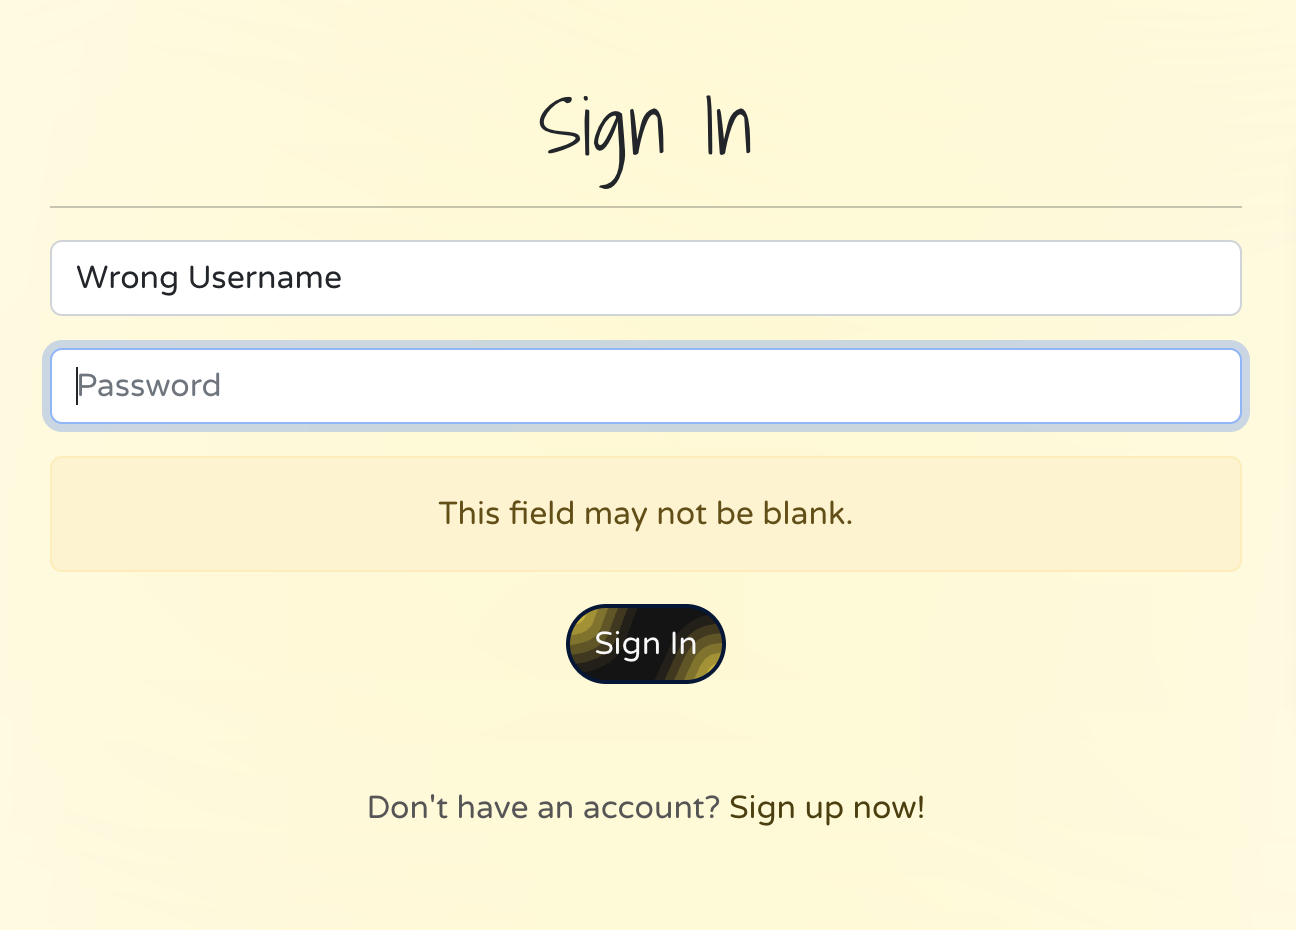 Sign In
Wrong Username
Password
This field may not be blank.
Sign In
Don't have an account? Sign up now!